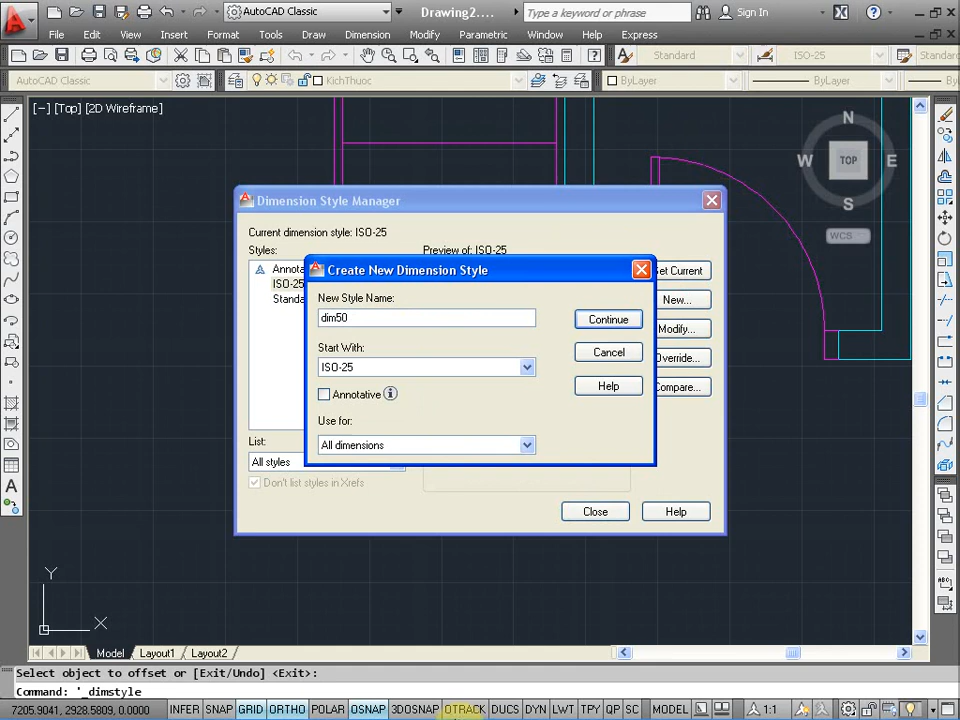 AutoCAD Classic
Drawing2....
Type a keyword or phrase
Sign In
File Edit View Insert Format Tools Draw Dimension Modify Parametric Window Help Express
Standard
ISO-25
Standard
AutoCAD Classic
KichThuoc
ByLayer
ByLayer
[−] [Top] [2D Wireframe]
N
W
TOP
E
S
WCS
Dimension Style Manager
Current dimension style: ISO-25
Styles:
Preview of: ISO-25
Annota
ISO-25
Standa
Set Current
New...
Modify...
Override...
Compare...
Create New Dimension Style
New Style Name:
dim50
Continue
Start With:
ISO-25
Cancel
Annotative
Help
Use for:
All dimensions
List:
All styles
Don't list styles in Xrefs
Close
Help
Y
X
Model
Layout1
Layout2
Select object to offset or [Exit/Undo] <Exit>:
Command: '_dimstyle
7205.9041, 2928.5809, 0.0000
INFER SNAP GRID ORTHO POLAR OSNAP 3DOSNAP OTRACK DUCS DYN LWT TPY QP SC
MODEL
1:1